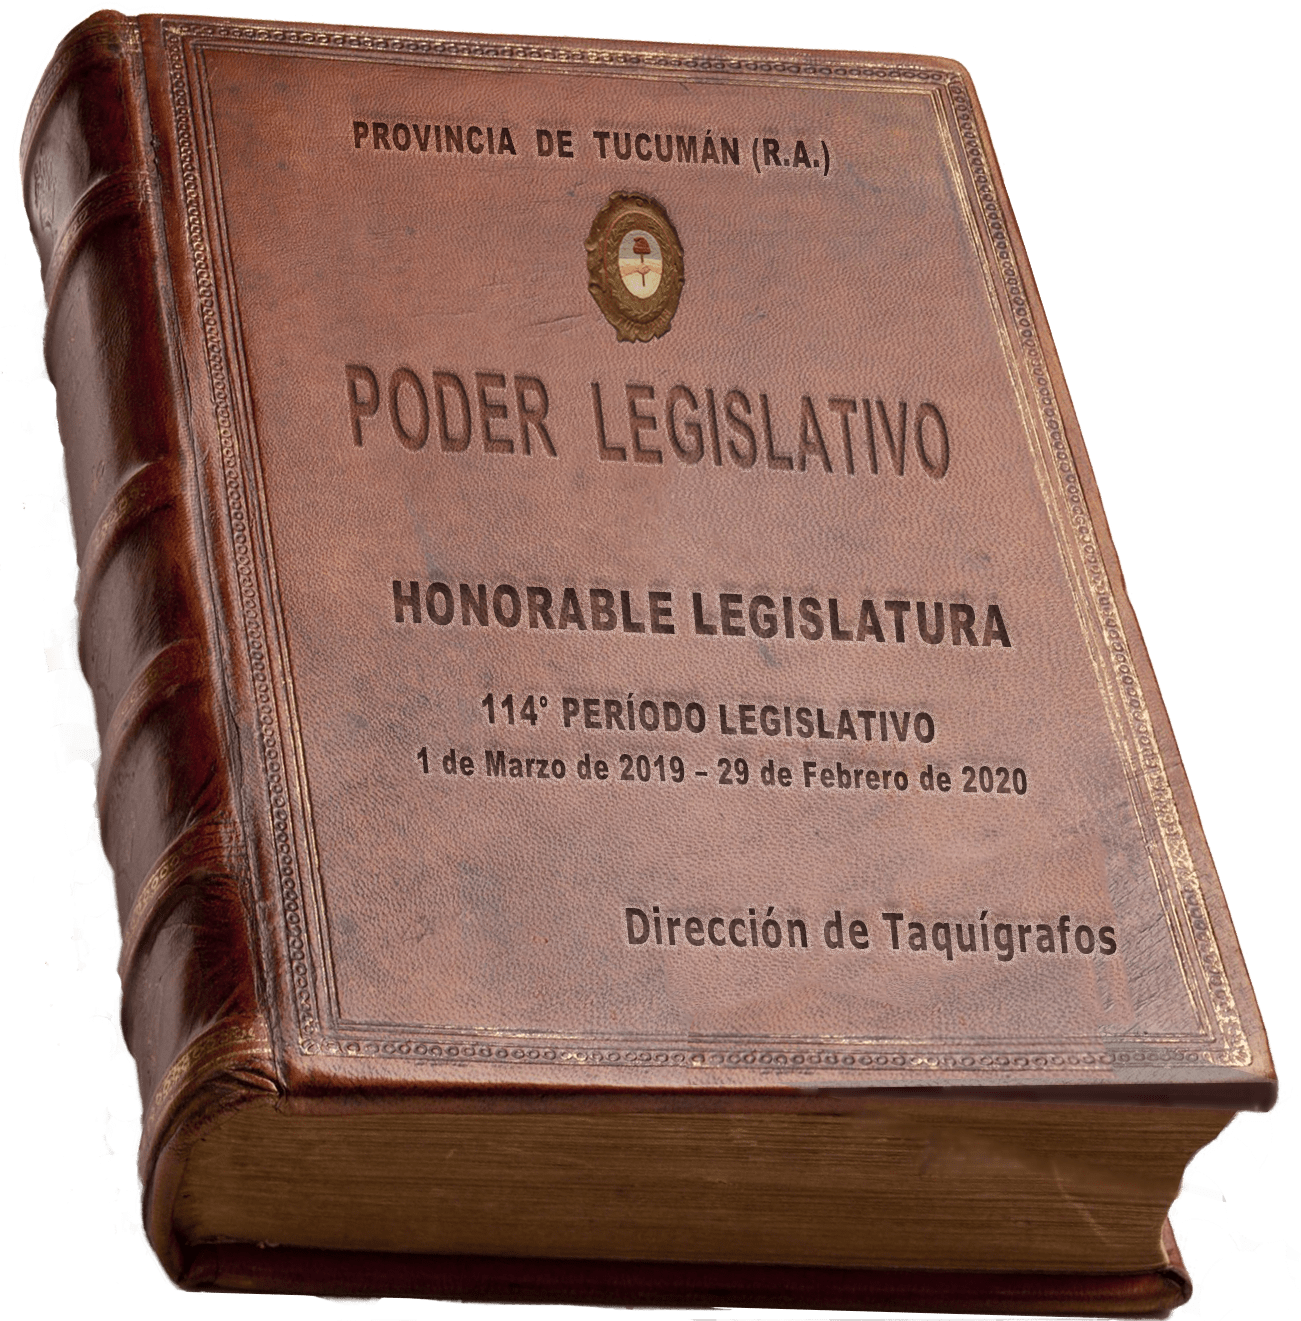 PROVINCIA DE TUCUMÁN (R.A.)
PODER LEGISLATIVO
HONORABLE LEGISLATURA
114° PERÍODO LEGISLATIVO
1 de Marzo de 2019 – 29 de Febrero de 2020
Dirección de Taquígrafos